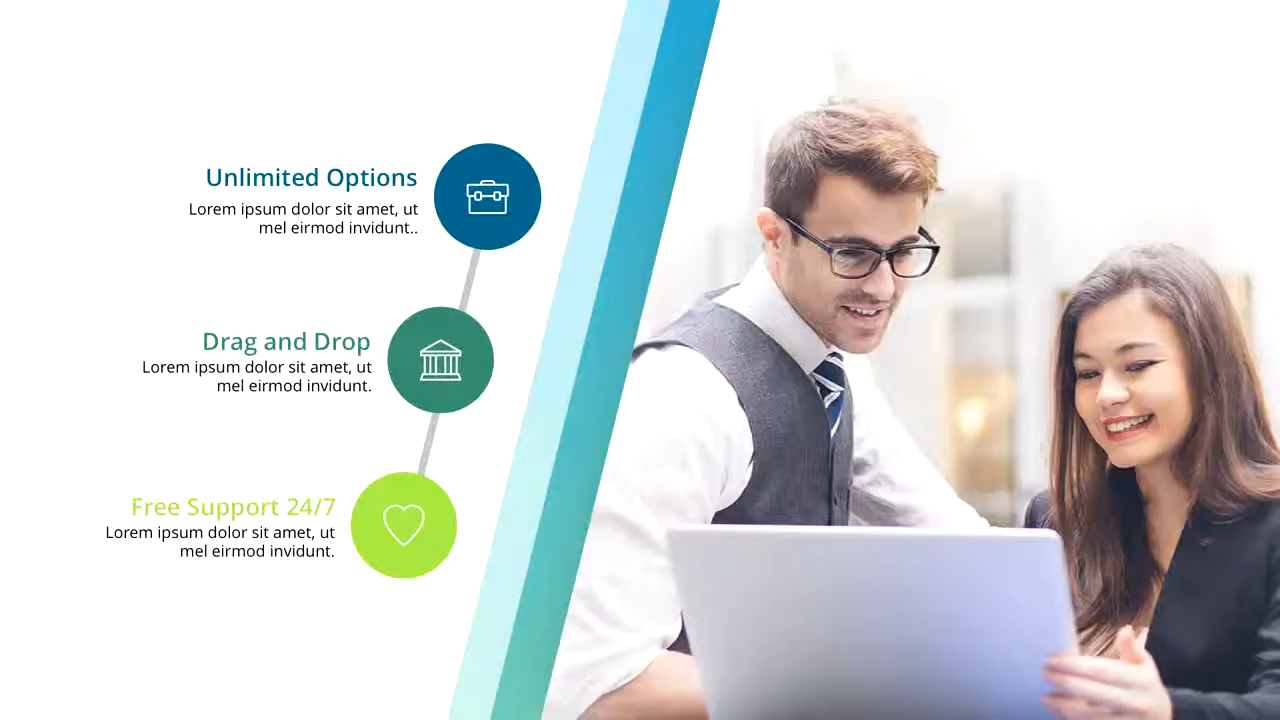 Unlimited Options
Lorem ipsum dolor sit amet, ut
mel eirmod invidunt..
Drag and Drop
Lorem ipsum dolor sit amet, ut
mel eirmod invidunt.
Free Support 24/7
Lorem ipsum dolor sit amet, ut
mel eirmod invidunt.